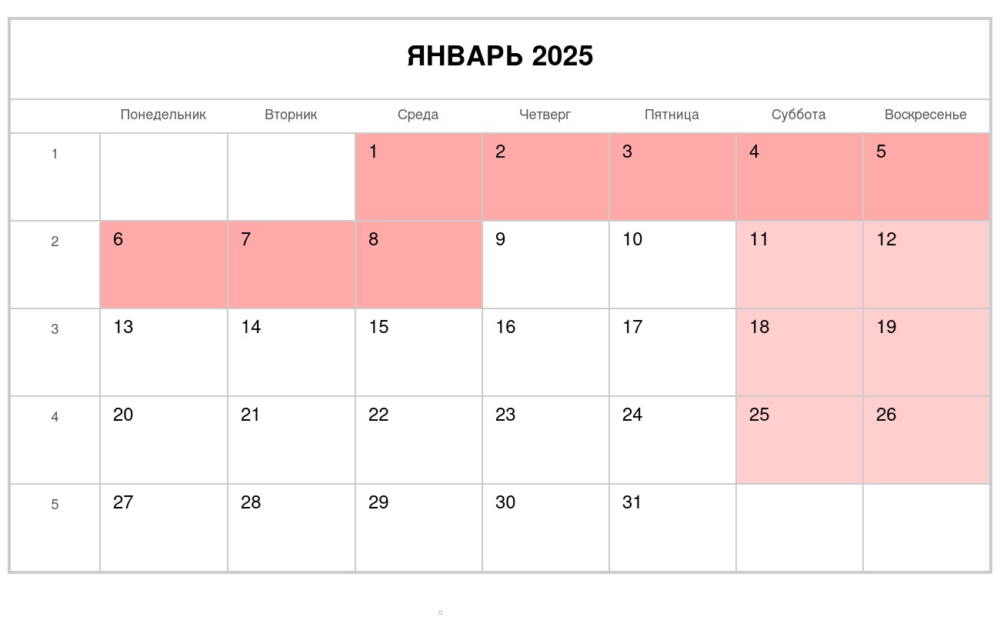 ЯНВАРЬ 2025
Понедельник Вторник Среда Четверг Пятница Суббота Воскресенье
1 1 2 3 4 5
2 6 7 8 9 10 11 12
3 13 14 15 16 17 18 19
4 20 21 22 23 24 25 26
5 27 28 29 30 31